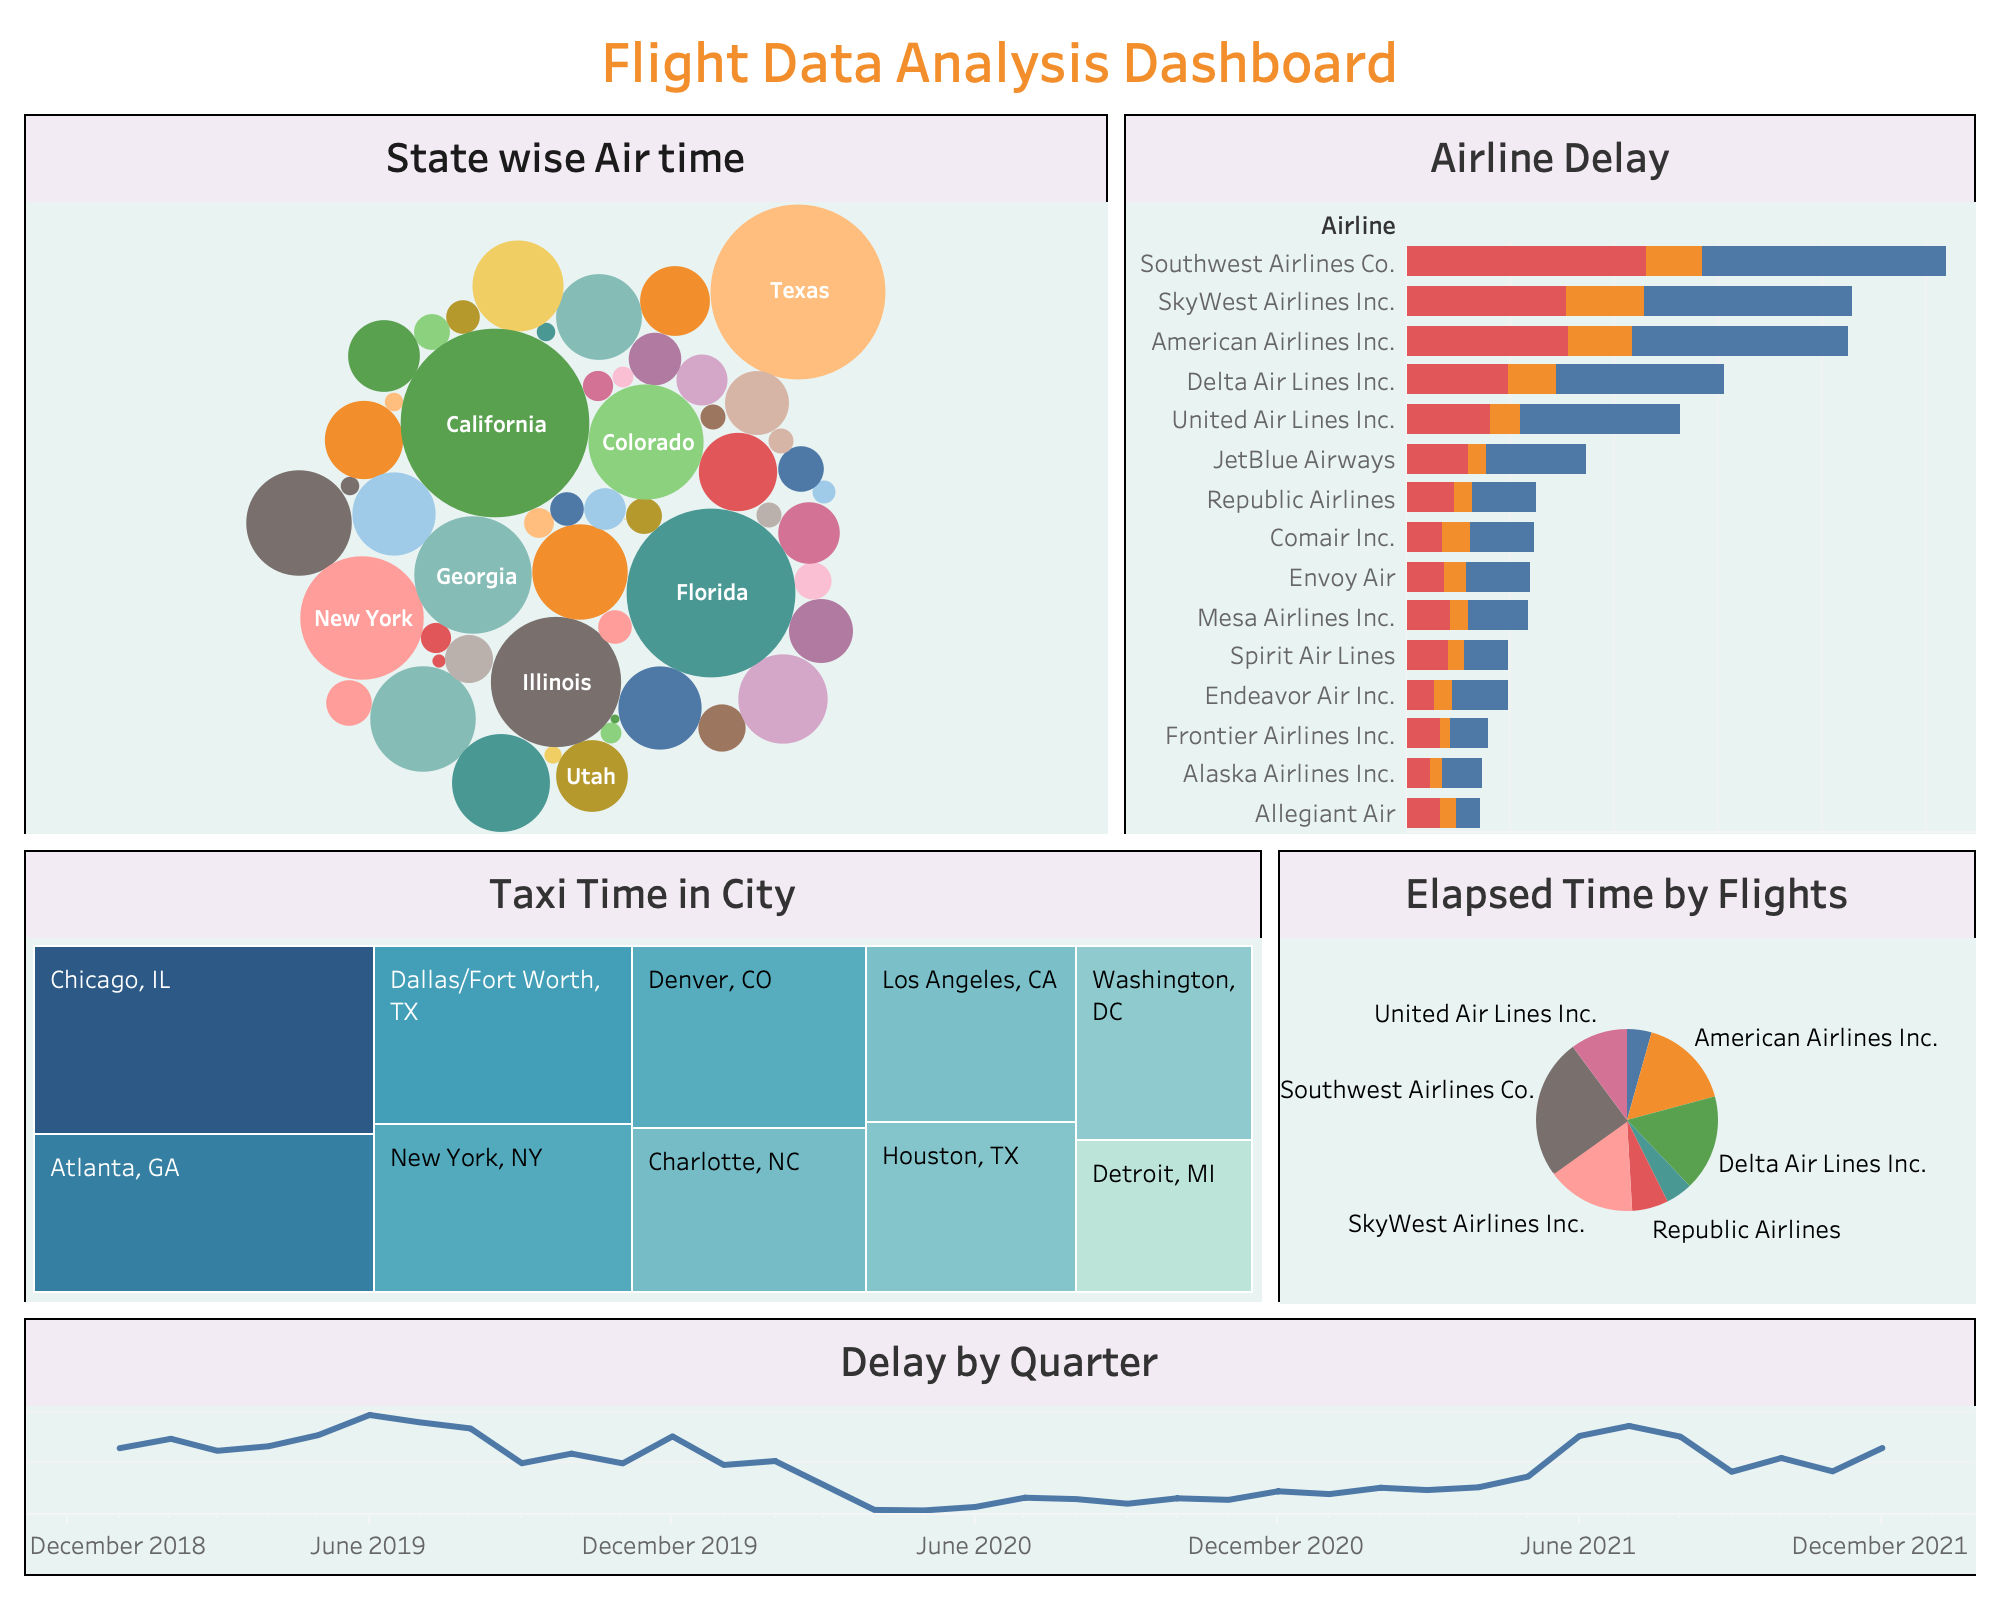 Flight Data Analysis Dashboard
State wise Air time
Texas
California
Colorado
Georgia
Florida
New York
Illinois
Utah
Airline Delay
Airline
Southwest Airlines Co.
SkyWest Airlines Inc.
American Airlines Inc.
Delta Air Lines Inc.
United Air Lines Inc.
JetBlue Airways
Republic Airlines
Comair Inc.
Envoy Air
Mesa Airlines Inc.
Spirit Air Lines
Endeavor Air Inc.
Frontier Airlines Inc.
Alaska Airlines Inc.
Allegiant Air
Taxi Time in City
Chicago, IL
Atlanta, GA
Dallas/Fort Worth,
TX
New York, NY
Denver, CO
Charlotte, NC
Los Angeles, CA
Houston, TX
Washington,
DC
Detroit, MI
Elapsed Time by Flights
United Air Lines Inc.
American Airlines Inc.
Southwest Airlines Co.
Delta Air Lines Inc.
SkyWest Airlines Inc.
Republic Airlines
Delay by Quarter
December 2018
June 2019
December 2019
June 2020
December 2020
June 2021
December 2021